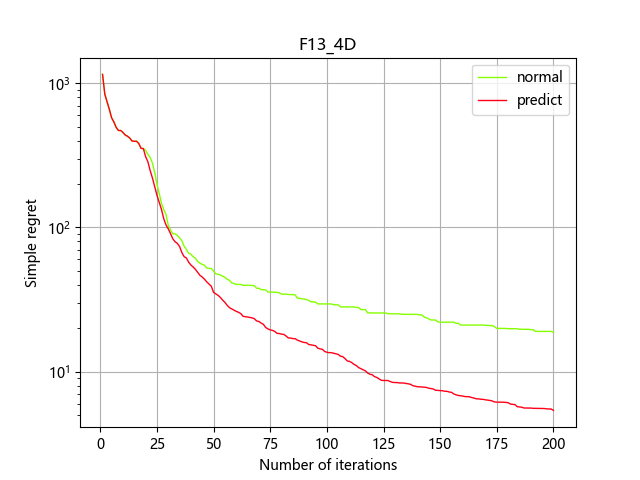 F13_4D
normal
predict
Simple regret
10³
10²
10¹
0 25 50 75 100 125 150 175 200
Number of iterations